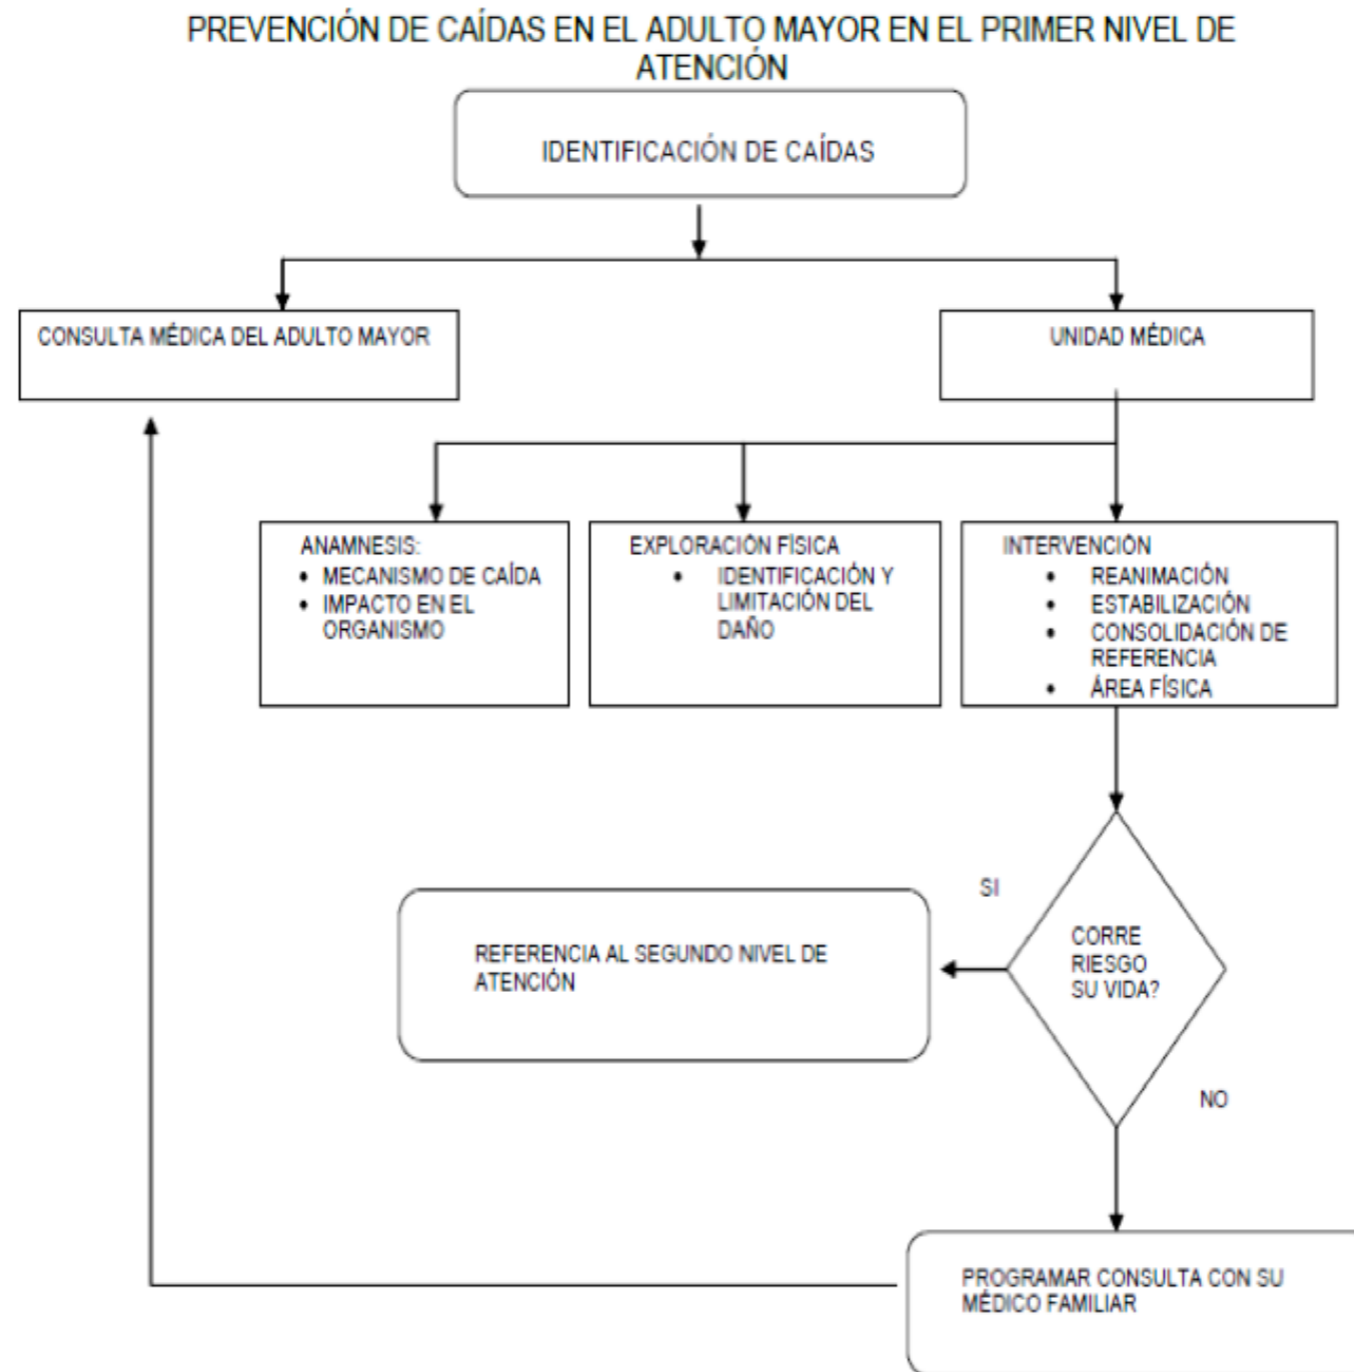 PREVENCIÓN DE CAÍDAS EN EL ADULTO MAYOR EN EL PRIMER NIVEL DE
ATENCIÓN
IDENTIFICACIÓN DE CAÍDAS
CONSULTA MÉDICA DEL ADULTO MAYOR
UNIDAD MÉDICA
ANAMNESIS:
• MECANISMO DE CAÍDA
• IMPACTO EN EL
ORGANISMO
EXPLORACIÓN FÍSICA
• IDENTIFICACIÓN Y
LIMITACIÓN DEL
DAÑO
INTERVENCIÓN
• REANIMACIÓN
• ESTABILIZACIÓN
• CONSOLIDACIÓN DE
REFERENCIA
• ÁREA FÍSICA
SI
CORRE
RIESGO
SU VIDA?
REFERENCIA AL SEGUNDO NIVEL DE
ATENCIÓN
NO
PROGRAMAR CONSULTA CON SU
MÉDICO FAMILIAR